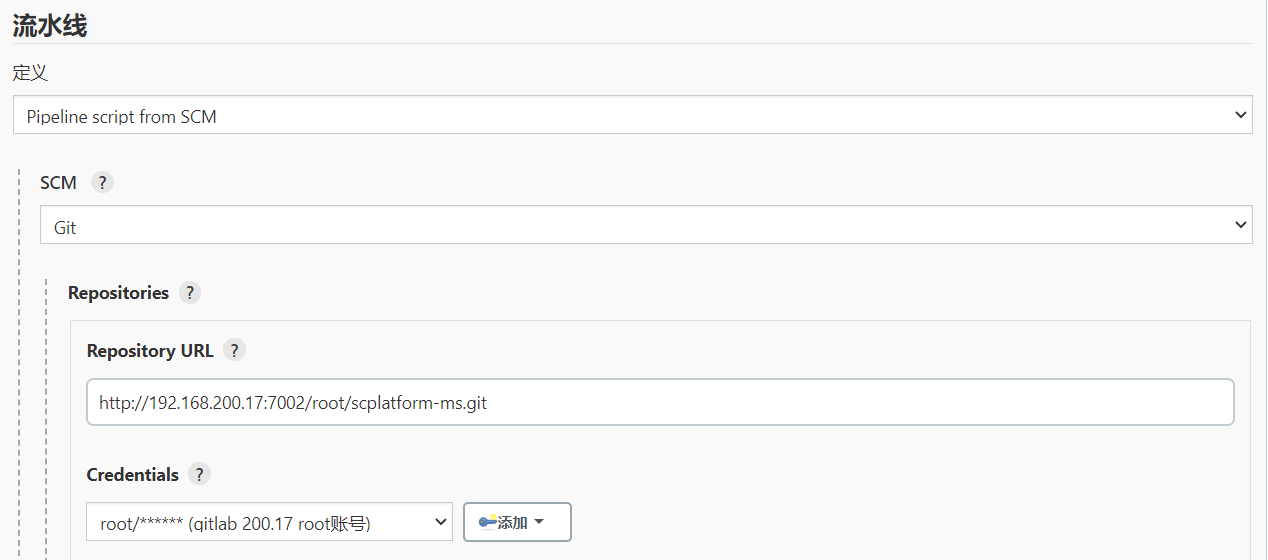 流水线
定义
Pipeline script from SCM
SCM ?
Git
Repositories ?
Repository URL ?
http://192.168.200.17:7002/root/scplatform-ms.git
Credentials ?
root/****** (gitlab 200.17 root账号)
添加